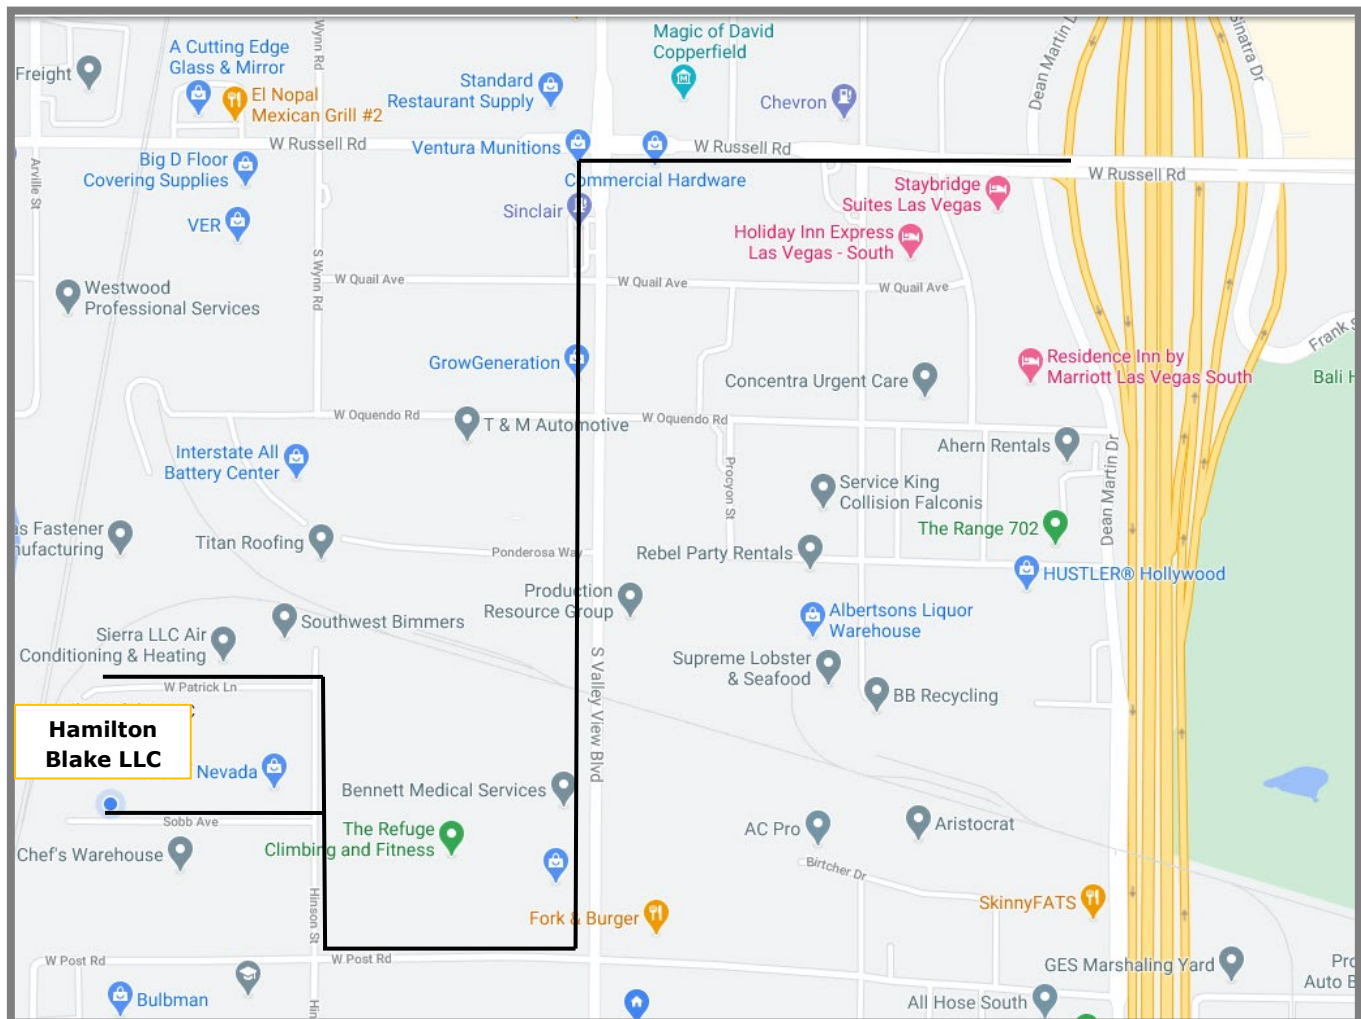 Magic of David
Copperfield
Wynn Rd
Dean Martin
Sinatra Dr
A Cutting Edge
Glass & Mirror
Freight
Standard
Restaurant Supply
Chevron
El Nopal
Mexican Grill #2
W Russell Rd
Ventura Munitions
W Russell Rd
W Russell Rd
Arville St
Big D Floor
Covering Supplies
Commercial Hardware
Staybridge
Suites Las Vegas
Sinclair
VER
Holiday Inn Express
Las Vegas - South
S Wynn Rd
W Quail Ave
W Quail Ave
W Quail Ave
Westwood
Professional Services
Frank
GrowGeneration
Residence Inn by
Marriott Las Vegas South
Concentra Urgent Care
Bali
W Oquendo Rd
W Oquendo Rd
T & M Automotive
Ahern Rentals
Dean Martin Dr
Interstate All
Battery Center
Procyon St
Service King
Collision Falconis
The Range 702
as Fastener
nufacturing
Titan Roofing
Ponderosa Way
Rebel Party Rentals
HUSTLER® Hollywood
Production
Resource Group
Albertsons Liquor
Warehouse
Southwest Bimmers
Sierra LLC Air
Conditioning & Heating
Supreme Lobster
& Seafood
S Valley View Blvd
W Patrick Ln
BB Recycling
Hamilton
Blake LLC
Nevada
Bennett Medical Services
Sobb Ave
The Refuge
Climbing and Fitness
AC Pro
Aristocrat
Chef's Warehouse
Birtcher Dr
Hinson St
SkinnyFATS
Fork & Burger
W Post Rd
W Post Rd
GES Marshaling Yard
Pro
Auto B
Bulbman
Hin
All Hose South